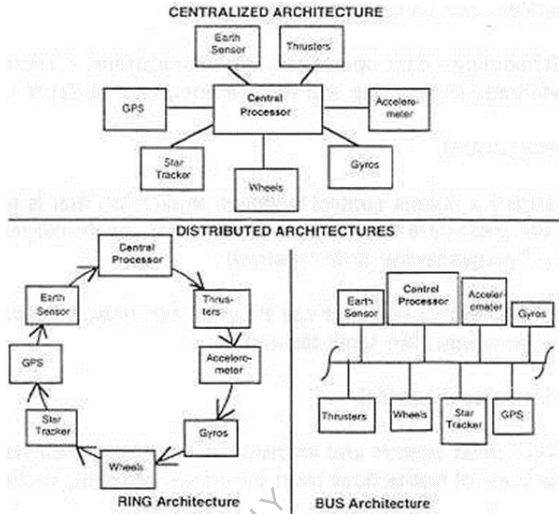 CENTRALIZED ARCHITECTURE
Earth
Sensor
Thrusters
GPS
Central
Processor
Accelero-
meter
Star
Tracker
Wheels
Gyros
DISTRIBUTED ARCHITECTURES
Central
Processor
Earth
Sensor
Thrus-
ters
GPS
Accelero-
meter
Star
Tracker
Gyros
Wheels
RING Architecture
Earth
Sensor
Control
Processor
Accelero-
meter
Gyros
Thrusters
Wheels
Star
Tracker
GPS
BUS Architecture